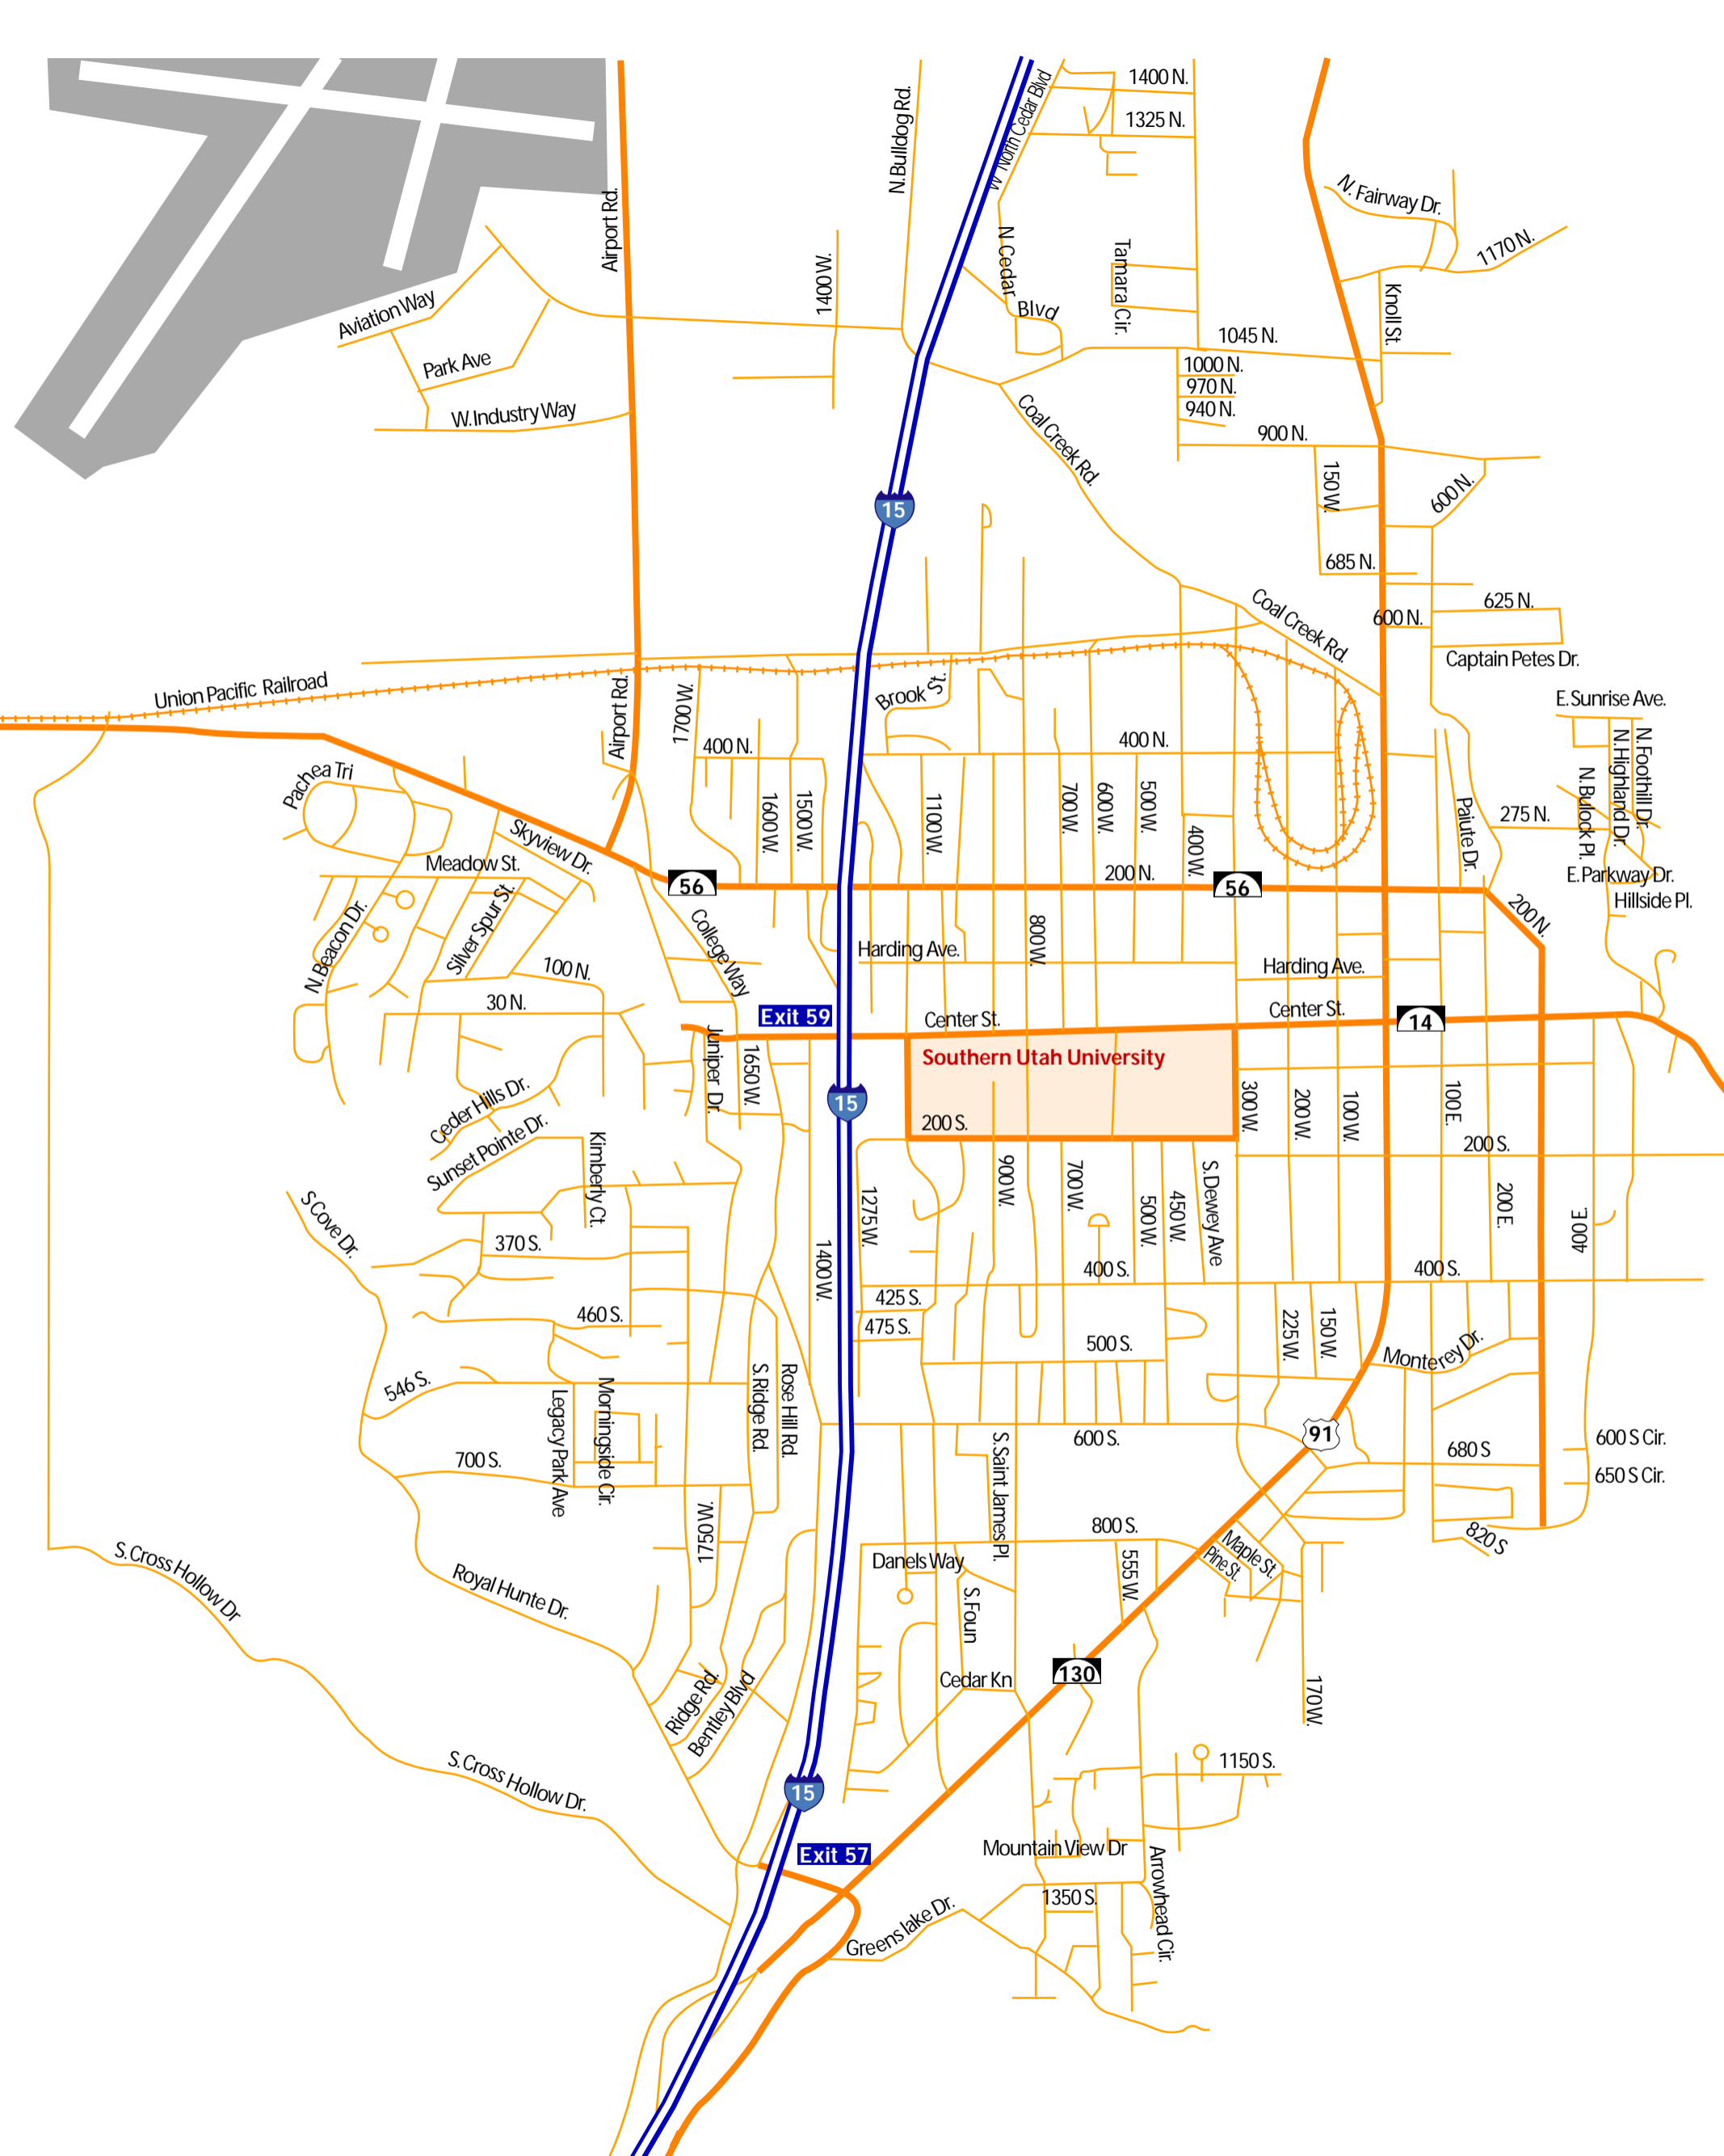 1400 N.
1325 N.
N. Bulldog Rd.
W North Cedar Blvd
Airport Rd.
N. Fairway Dr.
1170 N.
N Cedar
Blvd
Tamara Cir.
1400 W.
Knoll St.
Aviation Way
Park Ave
W. Industry Way
1045 N.
1000 N.
970 N.
940 N.
900 N.
Coal Creek Rd.
150 W.
600 N.
15
685 N.
Coal Creek Rd.
625 N.
600 N.
Captain Petes Dr.
Union Pacific Railroad
Airport Rd.
1700 W.
Brook St.
E. Sunrise Ave.
N. Foothill Dr.
N. Highland Dr.
N. Bulock Pl.
400 N.
400 N.
Pachea Tri
1600 W.
1500 W.
1100 W.
700 W.
600 W.
500 W.
400 W.
Paiute Dr.
275 N.
Skyview Dr.
Meadow St.
56
200 N.
56
E. Parkway Dr.
Hillside Pl.
200 N.
Silver Spur St.
N. Beacon Dr.
College Way
800 W.
Harding Ave.
Harding Ave.
100 N.
30 N.
Exit 59
Center St.
Center St.
14
Juniper Dr.
1650 W.
Southern Utah University
15
200 S.
300 W.
200 W.
100 W.
100 E.
200 S.
Ceder Hills Dr.
Sunset Pointe Dr.
Kimberly Ct.
S Cove Dr.
1275 W.
900 W.
700 W.
500 W.
450 W.
S. Dewey Ave
200 E.
400 E.
370 S.
1400 W.
400 S.
400 S.
425 S.
475 S.
460 S.
500 S.
225 W.
150 W.
Monterey Dr.
546 S.
Legacy Park Ave
Morningside Cir.
S. Ridge Rd.
Rose Hill Rd.
91
600 S.
680 S
600 S Cir.
650 S Cir.
700 S.
S. Saint James Pl.
1750 W.
800 S.
820 S
Danels Way
555 W.
Maple St.
Pine St.
S. Cross Hollow Dr
Royal Hunte Dr.
S. Foun
Cedar Kn
130
170 W.
Ridge Rd.
Bentley Blvd
S. Cross Hollow Dr.
15
1150 S.
Exit 57
Mountain View Dr
Arrowhead Cir.
1350 S.
Greens lake Dr.